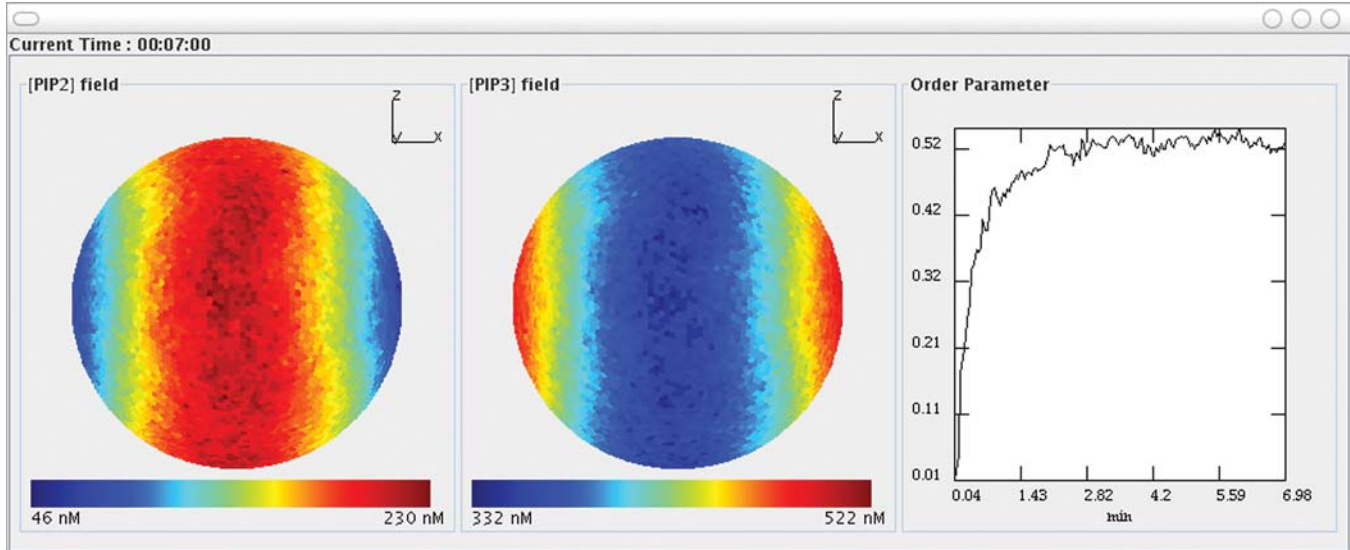 Current Time : 00:07:00
[PIP2] field
[PIP3] field
Order Parameter
Z
Y X
Z
Y X
0.52
0.42
0.32
0.21
0.11
0.01
0.04 1.43 2.82 4.2 5.59 6.98
min
46 nM 230 nM
332 nM 522 nM